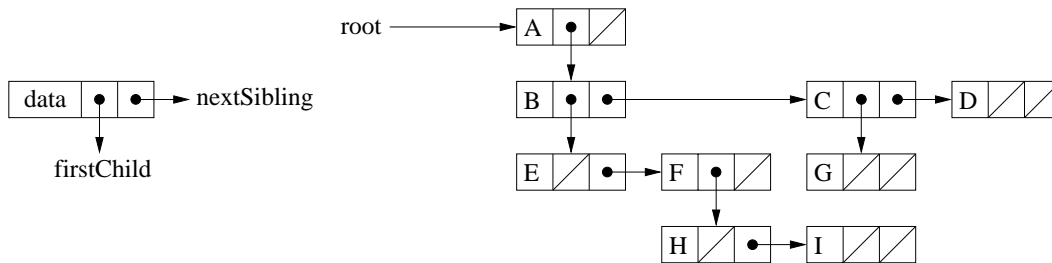 root A
data nextSibling B C D
firstChild E F G
H I